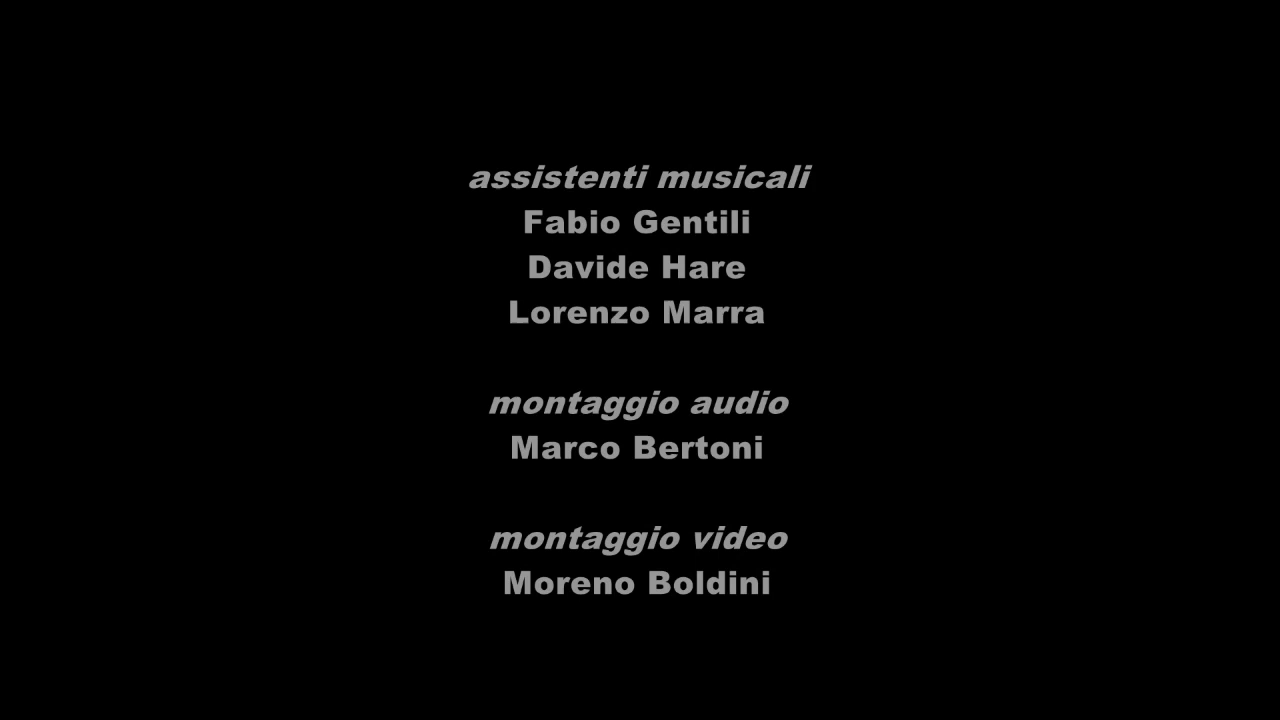 assistenti musicali
Fabio Gentili
Davide Hare
Lorenzo Marra
montaggio audio
Marco Bertoni
montaggio video
Moreno Boldini